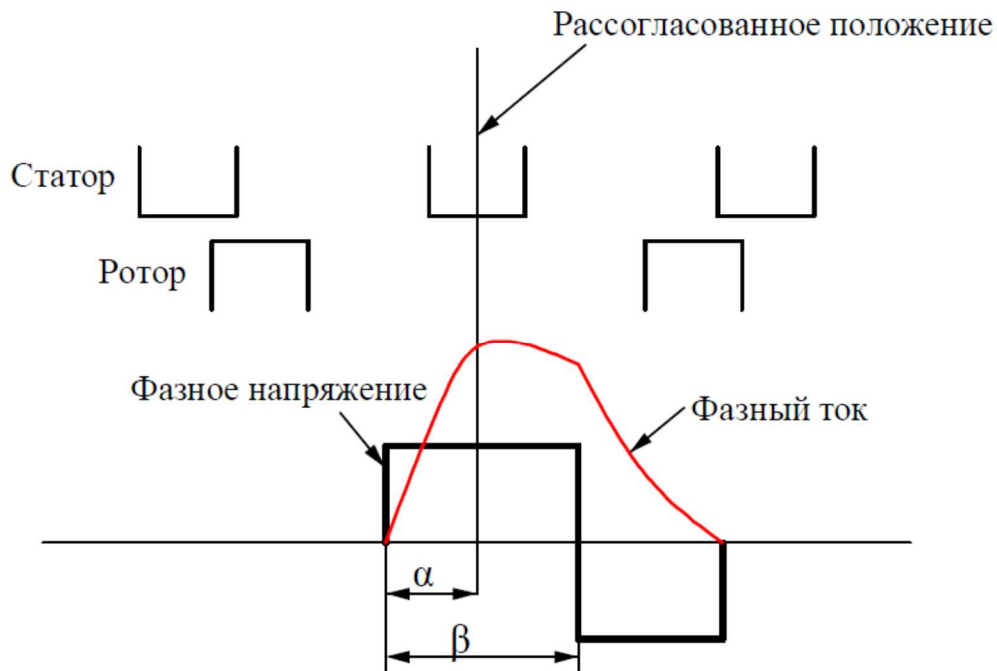 Рассогласованное положение
Статор
Ротор
Фазное напряжение
Фазный ток
α
β